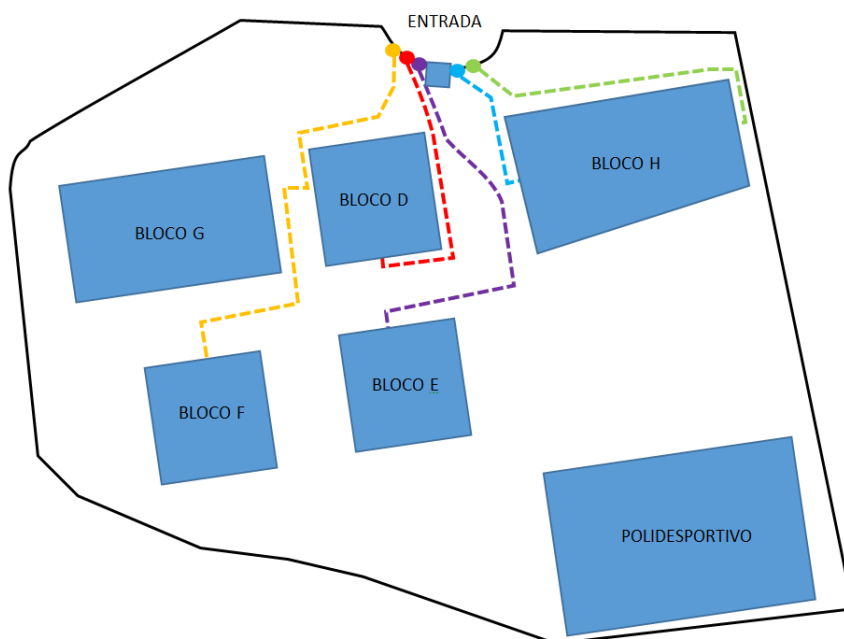 ENTRADA
BLOCO H
BLOCO D
BLOCO G
BLOCO E
BLOCO F
POLIDESPORTIVO